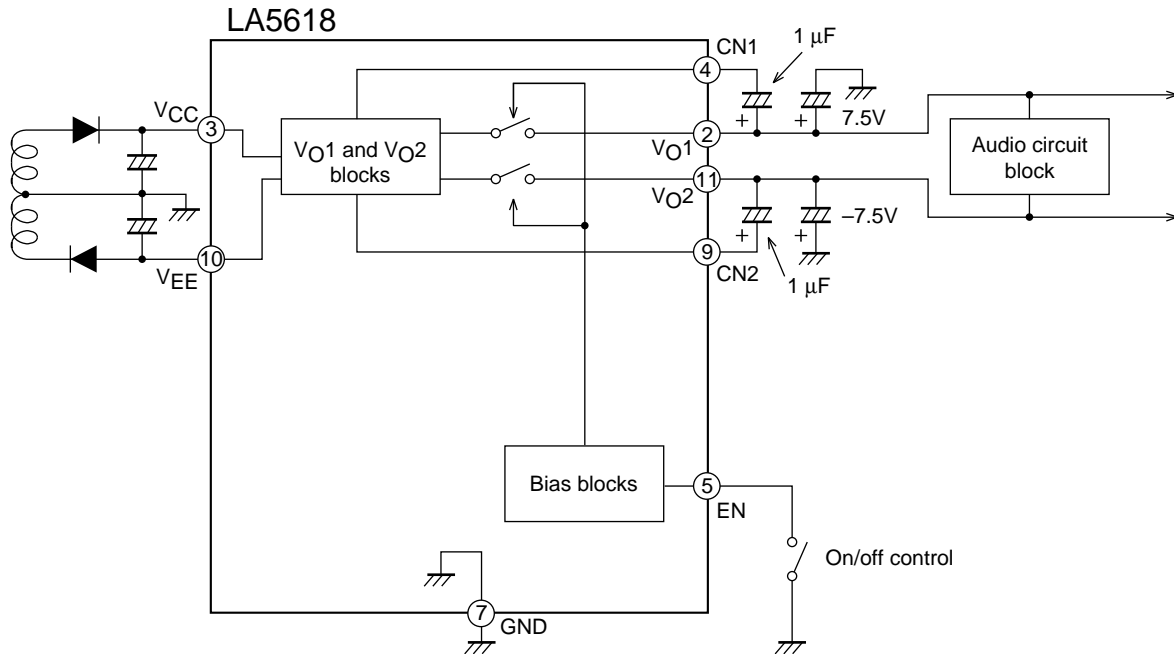 LA5618
CN1
1 μF
4
VCC
3
VO1 and VO2
blocks
+
+
7.5V
2
VO1
Audio circuit
block
VO2
11
–7.5V
+
+
10
VEE
9
CN2
1 μF
Bias blocks
5
EN
On/off control
7
GND